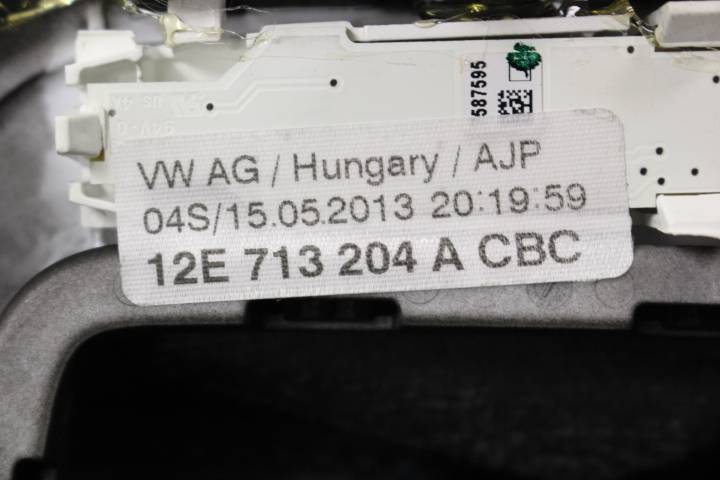 587595
VW AG / Hungary / AJP
04S/15.05.2013 20:19:59
12E 713 204 A CBC